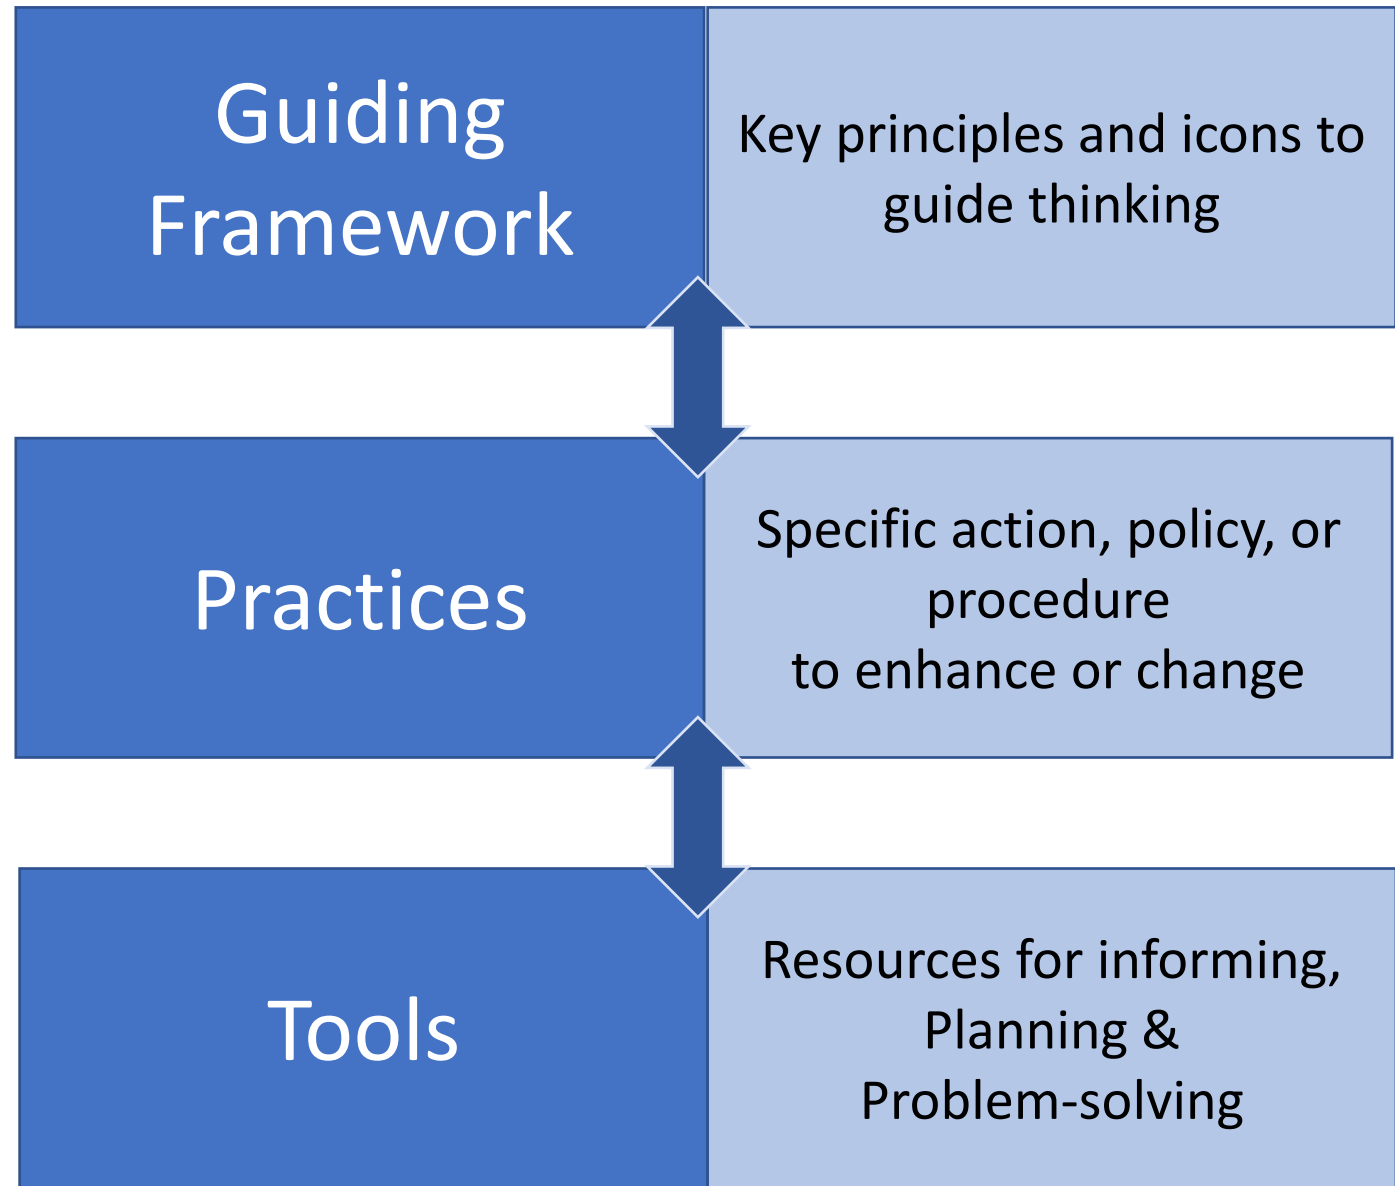 Guiding
Framework
Key principles and icons to
guide thinking
Practices
Specific action, policy, or
procedure
to enhance or change
Tools
Resources for informing,
Planning &
Problem-solving